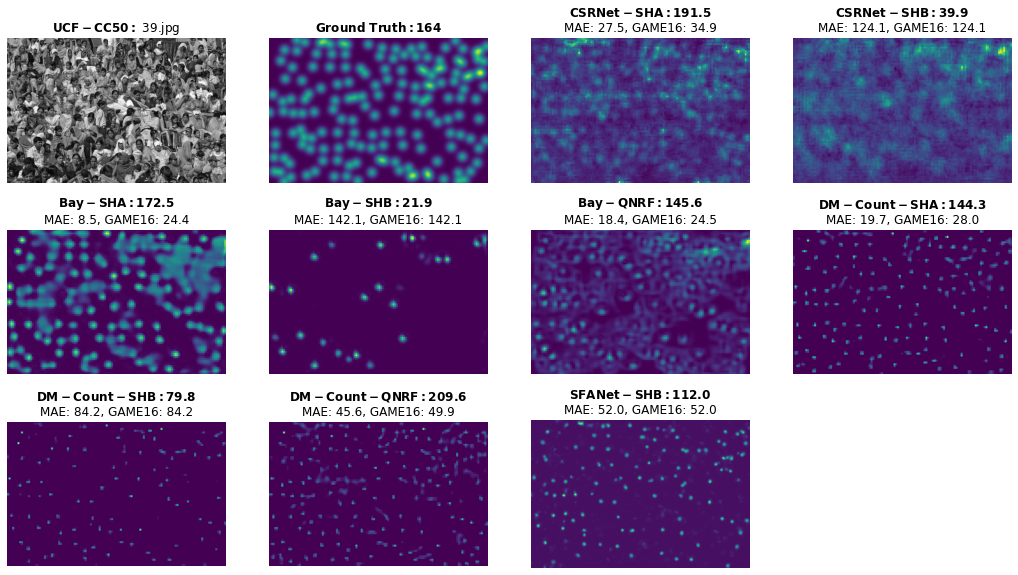 UCF − CC50 : 39.jpg
Ground Truth : 164
CSRNet − SHA : 191.5
MAE: 27.5, GAME16: 34.9
CSRNet − SHB : 39.9
MAE: 124.1, GAME16: 124.1
Bay − SHA : 172.5
MAE: 8.5, GAME16: 24.4
Bay − SHB : 21.9
MAE: 142.1, GAME16: 142.1
Bay − QNRF : 145.6
MAE: 18.4, GAME16: 24.5
DM − Count − SHA : 144.3
MAE: 19.7, GAME16: 28.0
DM − Count − SHB : 79.8
MAE: 84.2, GAME16: 84.2
DM − Count − QNRF : 209.6
MAE: 45.6, GAME16: 49.9
SFANet − SHB : 112.0
MAE: 52.0, GAME16: 52.0